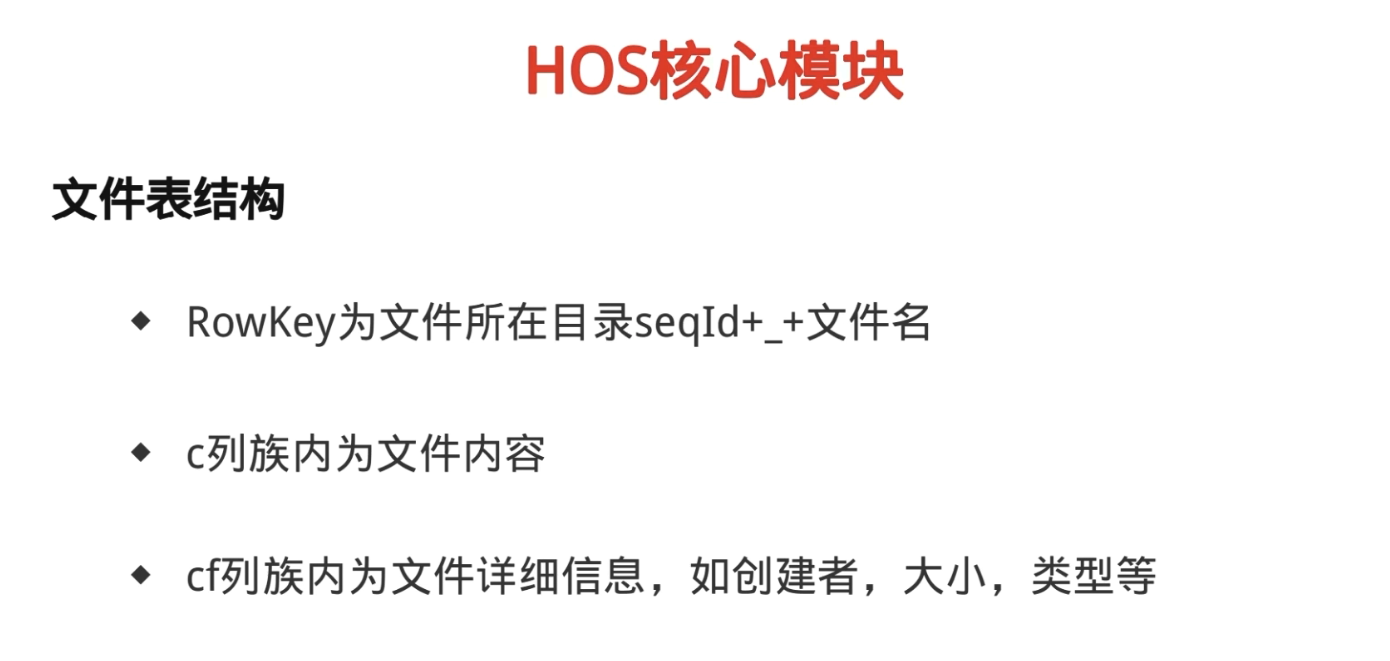 HOS核心模块
文件表结构
◆ RowKey为文件所在目录seqId+_+文件名
◆ c列族内为文件内容
◆ cf列族内为文件详细信息，如创建者，大小，类型等